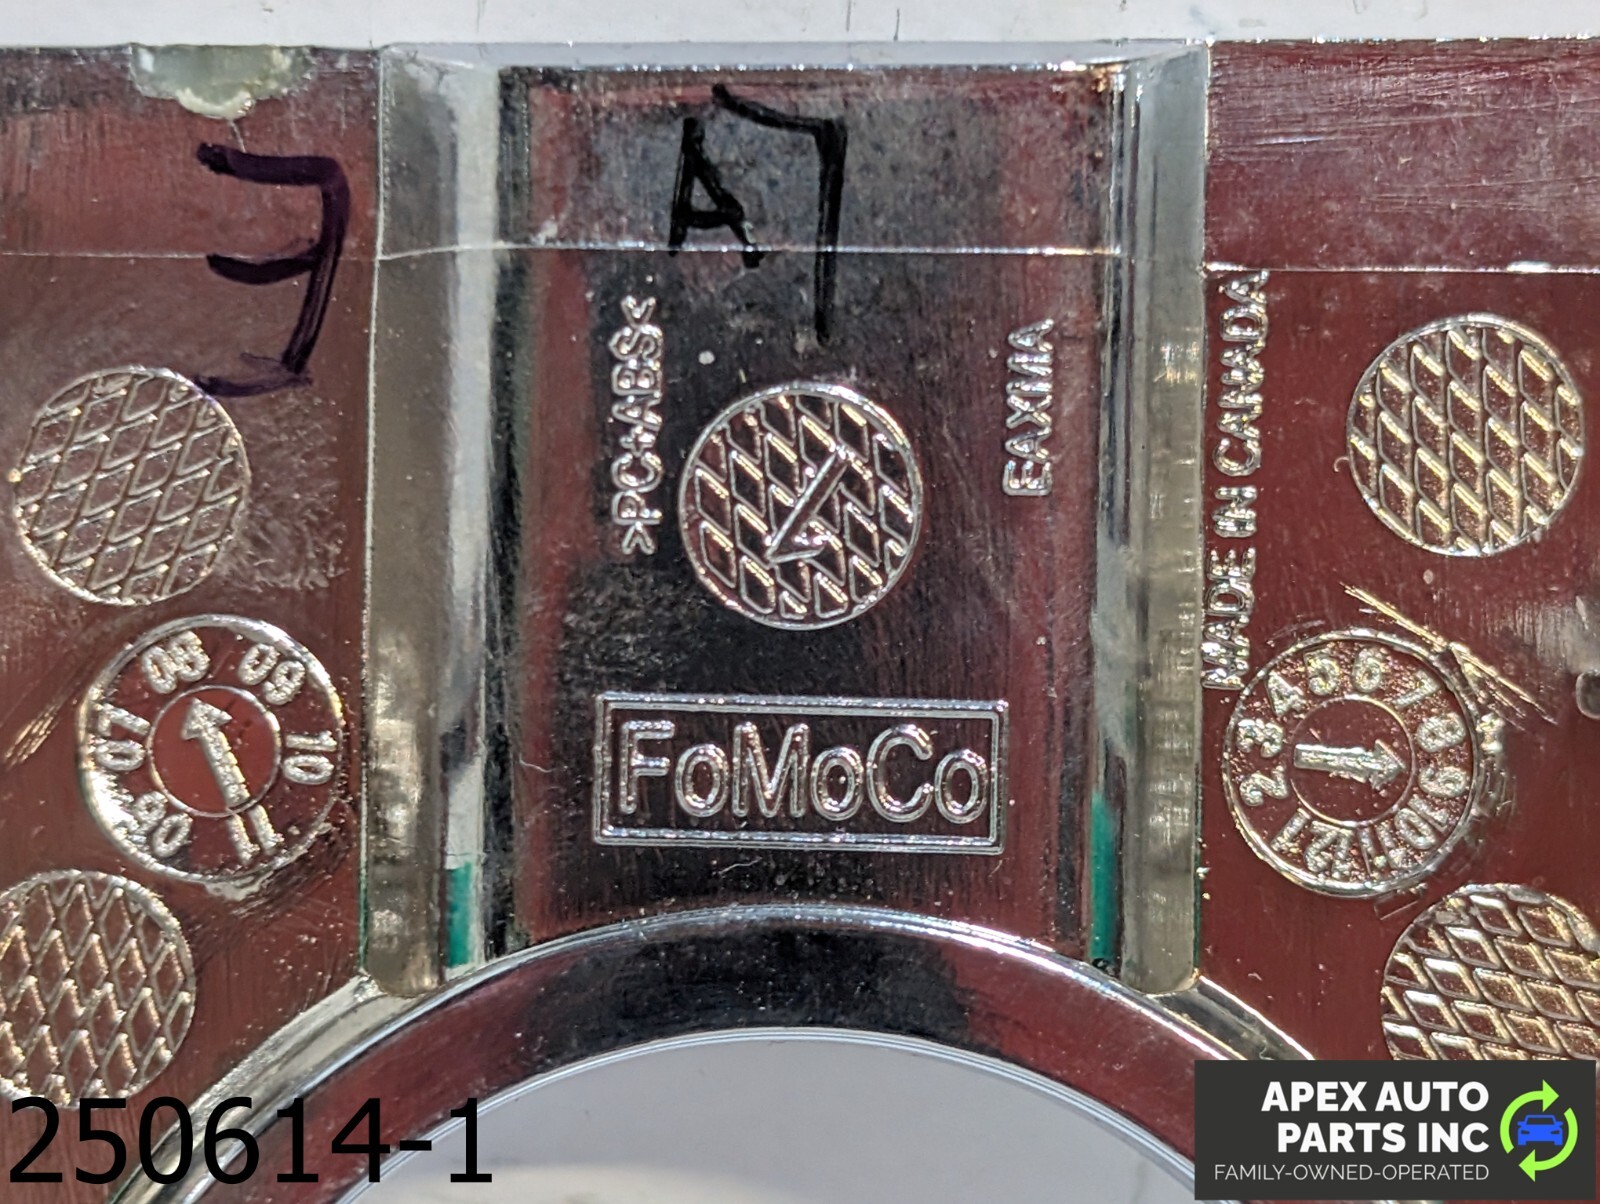 E
A7
>PC+ABS<
EAXMA
MADE IN CANADA
06 07 08 09 10 11
1 2 3 4 5 6 7 8 9 10 11 12
FoMoCo
250614-1
APEX AUTO
PARTS INC
FAMILY-OWNED-OPERATED